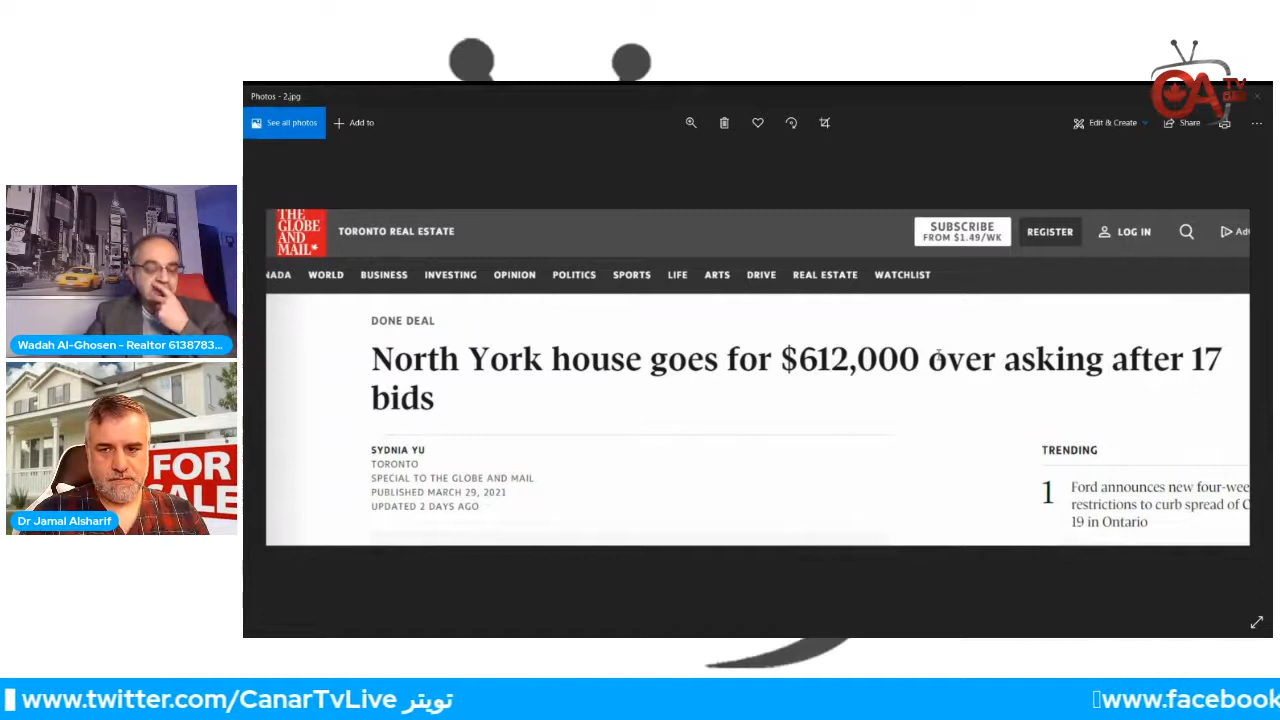 Photos - 2.jpg
See all photos
Add to
Edit & Create
Share
THE
GLOBE
AND
MAIL
TORONTO REAL ESTATE
SUBSCRIBE
FROM $1.49/WK
REGISTER
LOG IN
WORLD
BUSINESS
INVESTING
OPINION
POLITICS
SPORTS
LIFE
ARTS
DRIVE
REAL ESTATE
WATCHLIST
DONE DEAL
North York house goes for $612,000 over asking after 17
bids
SYDNIA YU
TORONTO
SPECIAL TO THE GLOBE AND MAIL
PUBLISHED MARCH 29, 2021
UPDATED 2 DAYS AGO
TRENDING
1
Ford announces new four-wee
restrictions to curb spread of C
19 in Ontario
Wadah Al-Ghosen - Realtor 6138783...
FOR
SALE
Dr Jamal Alsharif
TV
www.twitter.com/CanarTvLive تويتر
www.facebook